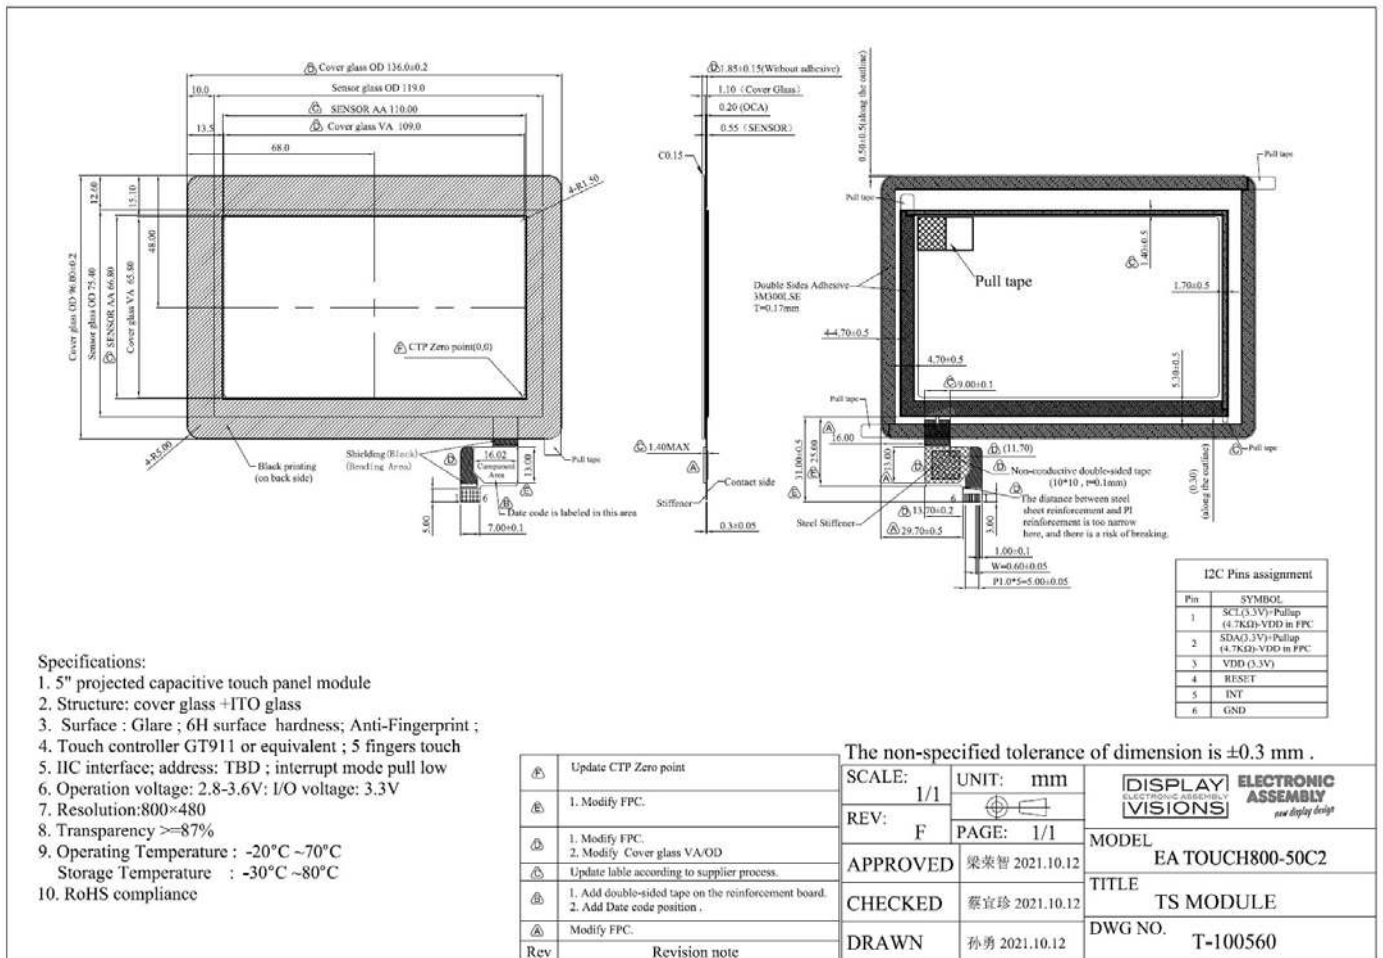 D Cover glass OD 136.0±0.2
10.0
Sensor glass OD 119.0
C SENSOR AA 110.00
13.5
D Cover glass VA 109.0
68.0
4-R1.50
12.60
15.10
48.00
Cover glass OD 96.00±0.2
Sensor glass OD 75.40
C SENSOR AA 66.80
Cover glass VA 65.80
F CTP Zero point(0,0)
4-R5.00
Black printing
(on back side)
Shielding(Black)
(Bending Area)
D
16.02
Component
Area
13.00
E
B
Date code is labeled in this area
6
5.00
7.00±0.1
Pull tape
D 1.85±0.15(Without adhesive)
1.10 (Cover Glass)
0.20 (OCA)
0.55 (SENSOR)
C0.15
C 1.40MAX
A
Contact side
Stiffener
0.3±0.05
0.50±0.5(along the outline)
Pull tape
Pull tape
Pull tape
C 1.40±0.5
1.70±0.5
Double Sides Adhesive
3M300LSE
T=0.17mm
4-4.70±0.5
4.70±0.5
5.30±0.5
C 9.00±0.1
Pull tape
A
16.00
E 31.00±0.5
25.60
A 13.00
D (11.70)
C Pull tape
Non-conductive double-sided tape
(10*10 , t=0.1mm)
The distance between steel
sheet reinforcement and PI
reinforcement is too narrow
here, and there is a risk of breaking.
(0.30)
(along the outline)
Steel Stiffener
6
D 13.70±0.2
A 29.70±0.5
3.00
1.00±0.1
W=0.60±0.05
P1.0*5=5.00±0.05
I2C Pins assignment
Pin SYMBOL
1 SCL(3.3V)+Pullup
(4.7KΩ)-VDD in FPC
2 SDA(3.3V)+Pullup
(4.7KΩ)-VDD in FPC
3 VDD (3.3V)
4 RESET
5 INT
6 GND
Specifications:
1. 5" projected capacitive touch panel module
2. Structure: cover glass +ITO glass
3. Surface : Glare ; 6H surface hardness; Anti-Fingerprint ;
4. Touch controller GT911 or equivalent ; 5 fingers touch
5. IIC interface; address: TBD ; interrupt mode pull low
6. Operation voltage: 2.8-3.6V: I/O voltage: 3.3V
7. Resolution:800×480
8. Transparency >=87%
9. Operating Temperature : -20°C ~70°C
Storage Temperature : -30°C ~80°C
10. RoHS compliance
F Update CTP Zero point
E 1. Modify FPC.
D 1. Modify FPC.
2. Modify Cover glass VA/OD
C Update lable according to supplier process.
B 1. Add double-sided tape on the reinforcement board.
2. Add Date code position .
A Modify FPC.
Rev Revision note
The non-specified tolerance of dimension is ±0.3 mm .
SCALE: 1/1
UNIT: mm
REV: F
PAGE: 1/1
APPROVED 梁荣智 2021.10.12
CHECKED 蔡宜珍 2021.10.12
DRAWN 孙勇 2021.10.12
DISPLAY
ELECTRONIC ASSEMBLY
VISIONS
ELECTRONIC
ASSEMBLY
new display design
MODEL
EA TOUCH800-50C2
TITLE
TS MODULE
DWG NO.
T-100560